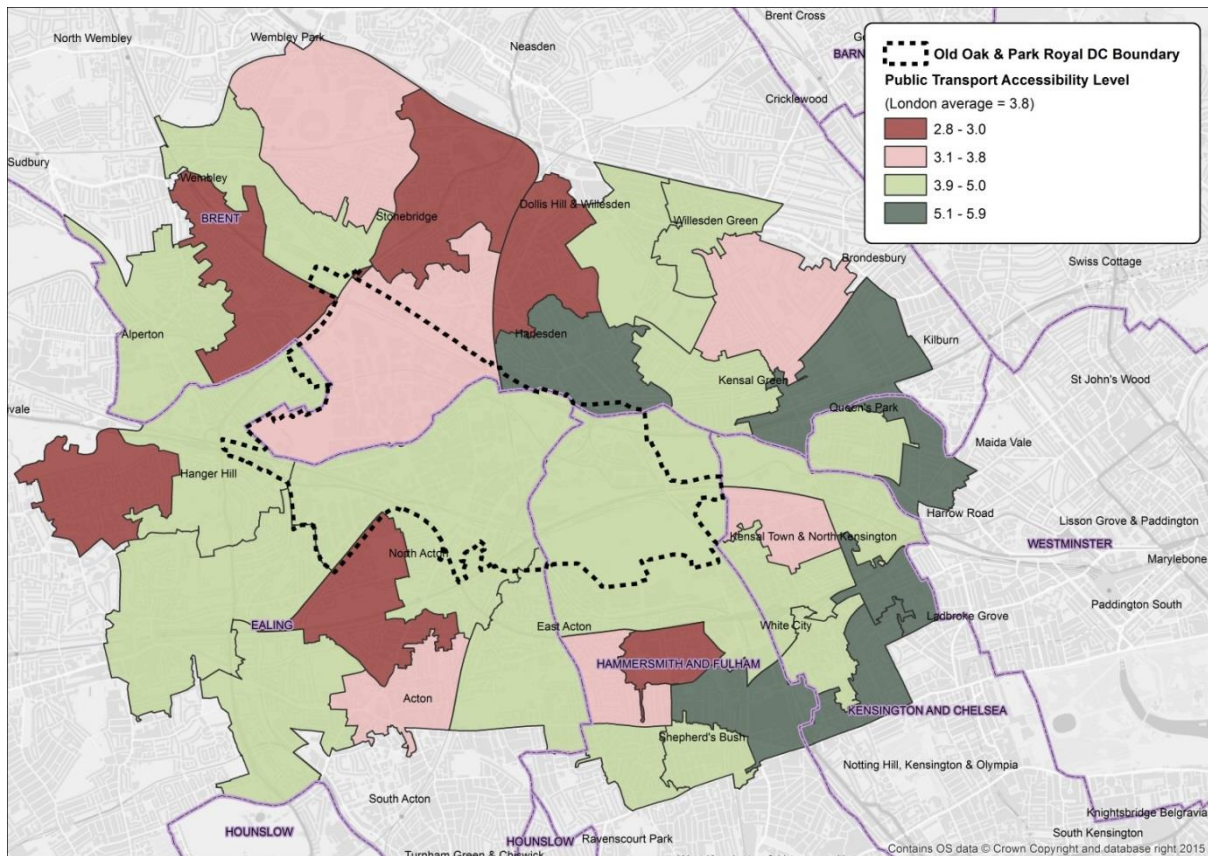 Brent Cross
North Wembley
Wembley Park
Neasden
BARN
Cricklewood
Old Oak & Park Royal DC Boundary
Public Transport Accessibility Level
(London average = 3.8)
2.8 - 3.0
3.1 - 3.8
3.9 - 5.0
5.1 - 5.9
Sudbury
Wembley
BRENT
Stonebridge
Dollis Hill & Willesden
Willesden Green
Brondesbury
Swiss Cottage
Alperton
Harlesden
Kilburn
Kensal Green
St John's Wood
Queen's Park
Maida Vale
Hanger Hill
Harrow Road
Lisson Grove & Paddington
Kensal Town & North Kensington
WESTMINSTER
North Acton
Marylebone
Paddington South
Ladbroke Grove
EALING
East Acton
White City
HAMMERSMITH AND FULHAM
Acton
KENSINGTON AND CHELSEA
Shepherd's Bush
Notting Hill, Kensington & Olympia
South Acton
Knightsbridge Belgravia
HOUNSLOW
HOUNSLOW
Ravenscourt Park
South Kensington
Turnham Green & Chiswick
Contains OS data © Crown Copyright and database right 2015